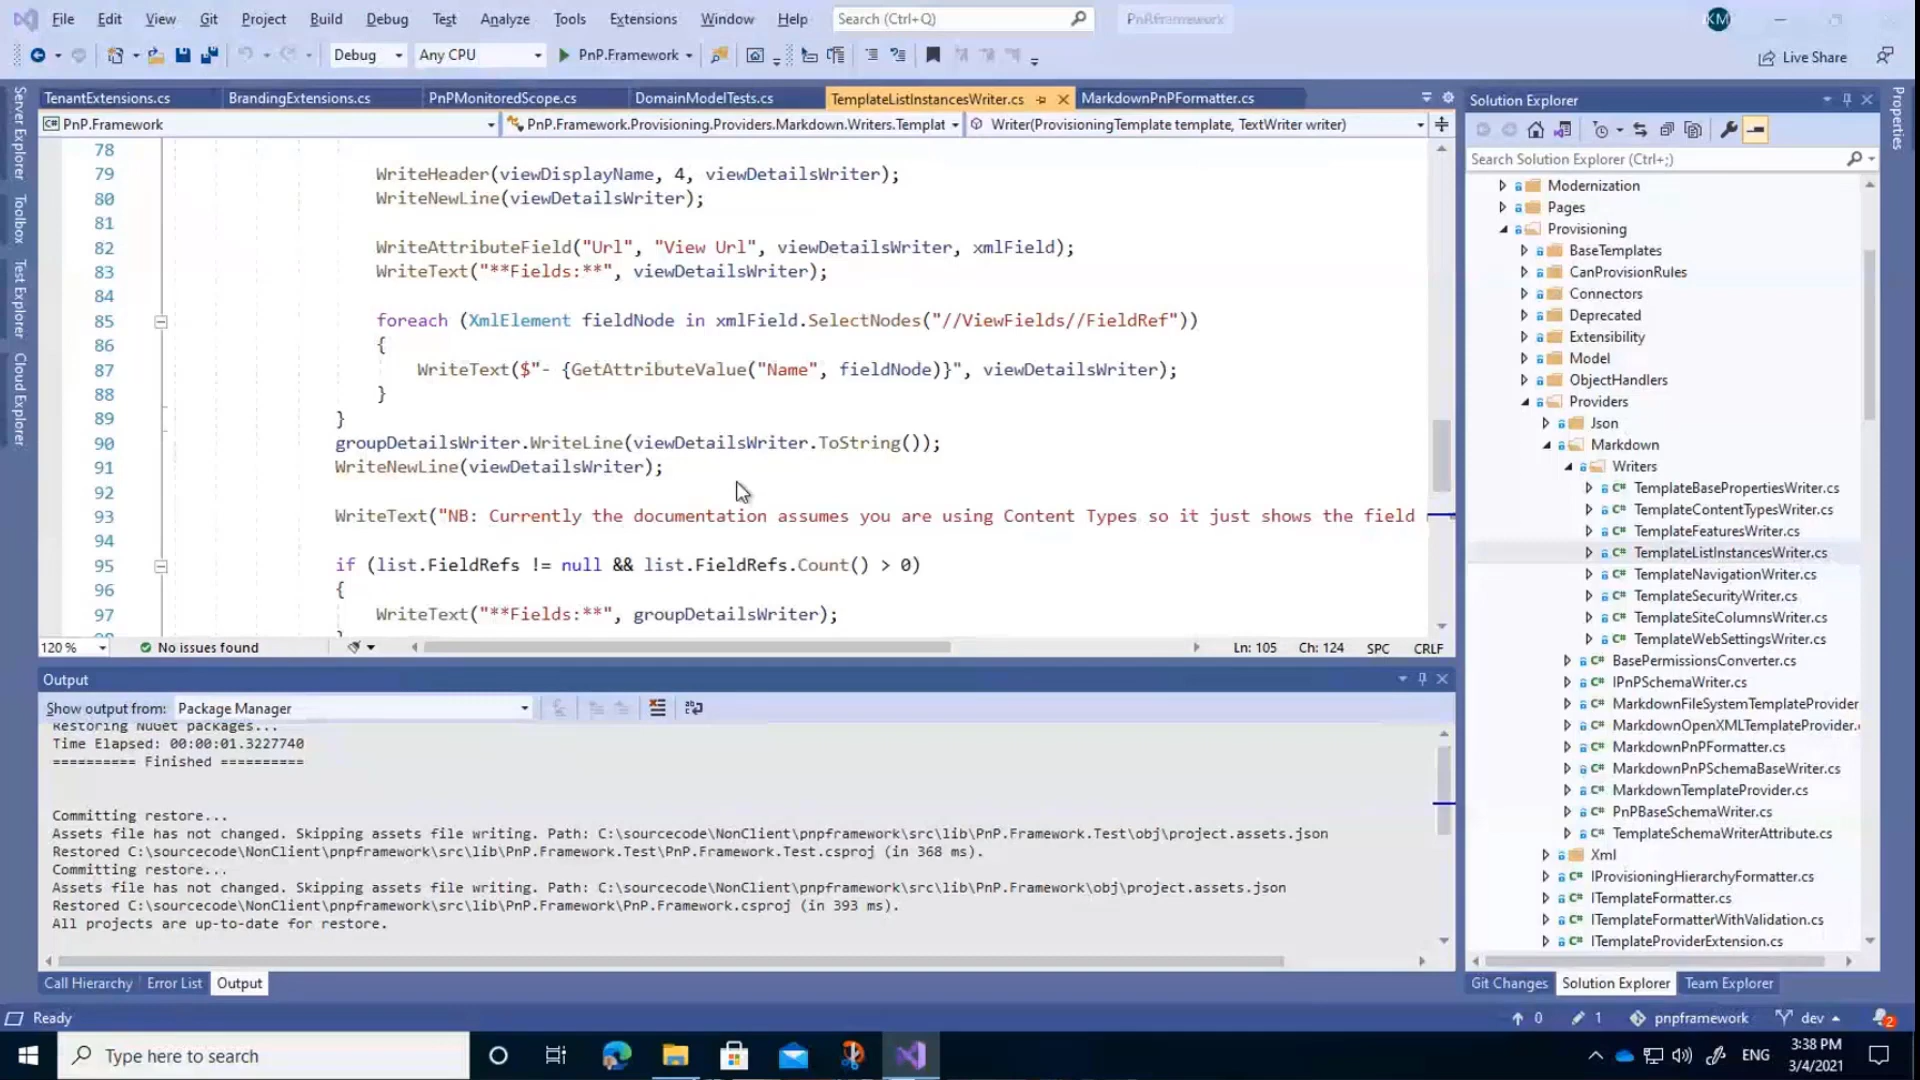 File Edit View Git Project Build Debug Test Analyze Tools Extensions Window Help Search (Ctrl+Q) PnPframework KM
Debug Any CPU PnP.Framework Live Share
TenantExtensions.cs BrandingExtensions.cs PnPMonitoredScope.cs DomainModelTests.cs TemplateListInstancesWriter.cs MarkdownPnPFormatter.cs
PnP.Framework PnP.Framework.Provisioning.Providers.Markdown.Writers.Templat Writer(ProvisioningTemplate template, TextWriter writer)
78
79 WriteHeader(viewDisplayName, 4, viewDetailsWriter);
80 WriteNewLine(viewDetailsWriter);
81
82 WriteAttributeField("Url", "View Url", viewDetailsWriter, xmlField);
83 WriteText("**Fields:**", viewDetailsWriter);
84
85 foreach (XmlElement fieldNode in xmlField.SelectNodes("//ViewFields//FieldRef"))
86 {
87 WriteText($"- {GetAttributeValue("Name", fieldNode)}", viewDetailsWriter);
88 }
89 }
90 groupDetailsWriter.WriteLine(viewDetailsWriter.ToString());
91 WriteNewLine(viewDetailsWriter);
92
93 WriteText("NB: Currently the documentation assumes you are using Content Types so it just shows the field
94
95 if (list.FieldRefs != null && list.FieldRefs.Count() > 0)
96 {
97 WriteText("**Fields:**", groupDetailsWriter);
120 % No issues found Ln: 105 Ch: 124 SPC CRLF
Output
Show output from: Package Manager
Restoring NuGet packages...
Time Elapsed: 00:00:01.3227740
========== Finished ==========
Committing restore...
Assets file has not changed. Skipping assets file writing. Path: C:\sourcecode\NonClient\pnpframework\src\lib\PnP.Framework.Test\obj\project.assets.json
Restored C:\sourcecode\NonClient\pnpframework\src\lib\PnP.Framework.Test\PnP.Framework.Test.csproj (in 368 ms).
Committing restore...
Assets file has not changed. Skipping assets file writing. Path: C:\sourcecode\NonClient\pnpframework\src\lib\PnP.Framework\obj\project.assets.json
Restored C:\sourcecode\NonClient\pnpframework\src\lib\PnP.Framework\PnP.Framework.csproj (in 393 ms).
All projects are up-to-date for restore.
Call Hierarchy Error List Output
Server Explorer
Toolbox
Test Explorer
Cloud Explorer
Solution Explorer
Search Solution Explorer (Ctrl+;)
Modernization
Pages
Provisioning
BaseTemplates
CanProvisionRules
Connectors
Deprecated
Extensibility
Model
ObjectHandlers
Providers
Json
Markdown
Writers
C# TemplateBasePropertiesWriter.cs
C# TemplateContentTypesWriter.cs
C# TemplateFeaturesWriter.cs
C# TemplateListInstancesWriter.cs
C# TemplateNavigationWriter.cs
C# TemplateSecurityWriter.cs
C# TemplateSiteColumnsWriter.cs
C# TemplateWebSettingsWriter.cs
C# BasePermissionsConverter.cs
C# IPnPSchemaWriter.cs
C# MarkdownFileSystemTemplateProvider
C# MarkdownOpenXMLTemplateProvider.
C# MarkdownPnPFormatter.cs
C# MarkdownPnPSchemaBaseWriter.cs
C# MarkdownTemplateProvider.cs
C# PnPBaseSchemaWriter.cs
C# TemplateSchemaWriterAttribute.cs
Xml
C# IProvisioningHierarchyFormatter.cs
C# ITemplateFormatter.cs
C# ITemplateFormatterWithValidation.cs
C# ITemplateProviderExtension.cs
Git Changes Solution Explorer Team Explorer
Properties
Ready 0 1 pnpframework dev 2
Type here to search ENG 3:38 PM
3/4/2021